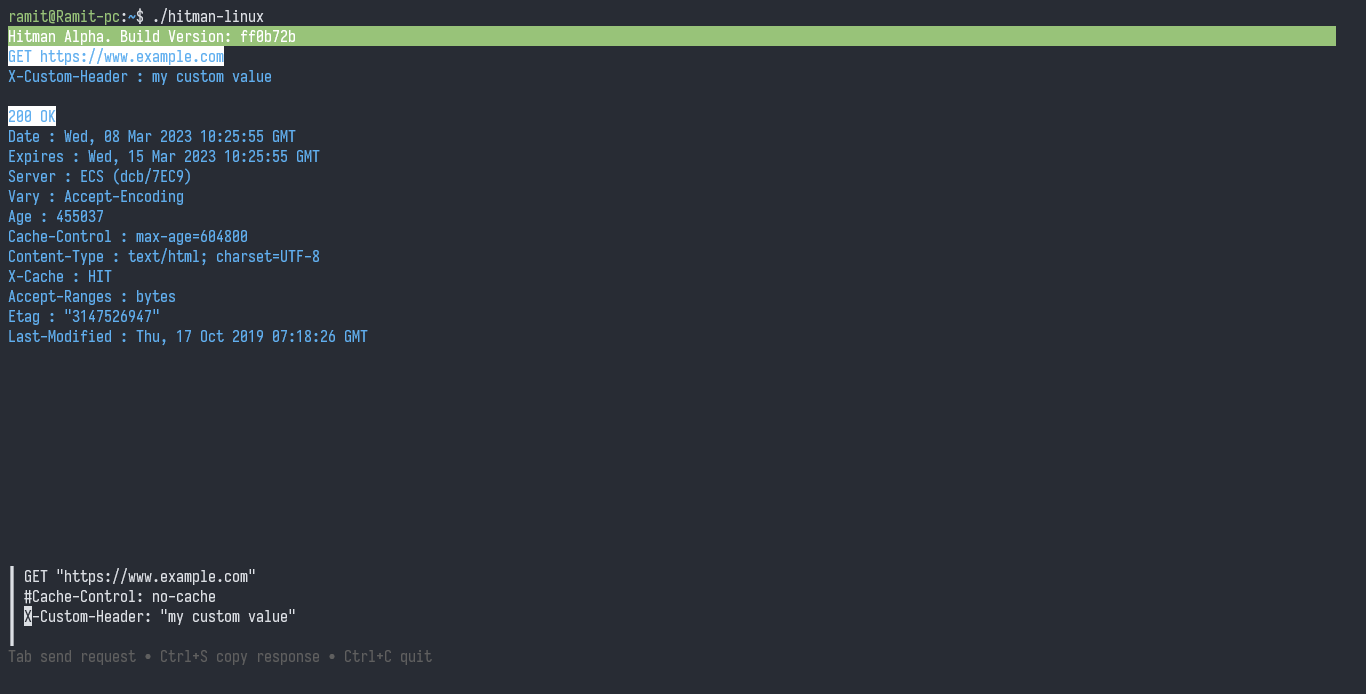 ramit@Ramit-pc:~$ ./hitman-linux
Hitman Alpha. Build Version: ff0b72b
GET https://www.example.com
X-Custom-Header : my custom value
200 OK
Date : Wed, 08 Mar 2023 10:25:55 GMT
Expires : Wed, 15 Mar 2023 10:25:55 GMT
Server : ECS (dcb/7EC9)
Vary : Accept-Encoding
Age : 455037
Cache-Control : max-age=604800
Content-Type : text/html; charset=UTF-8
X-Cache : HIT
Accept-Ranges : bytes
Etag : "3147526947"
Last-Modified : Thu, 17 Oct 2019 07:18:26 GMT
GET "https://www.example.com"
#Cache-Control: no-cache
X-Custom-Header: "my custom value"
Tab send request • Ctrl+S copy response • Ctrl+C quit